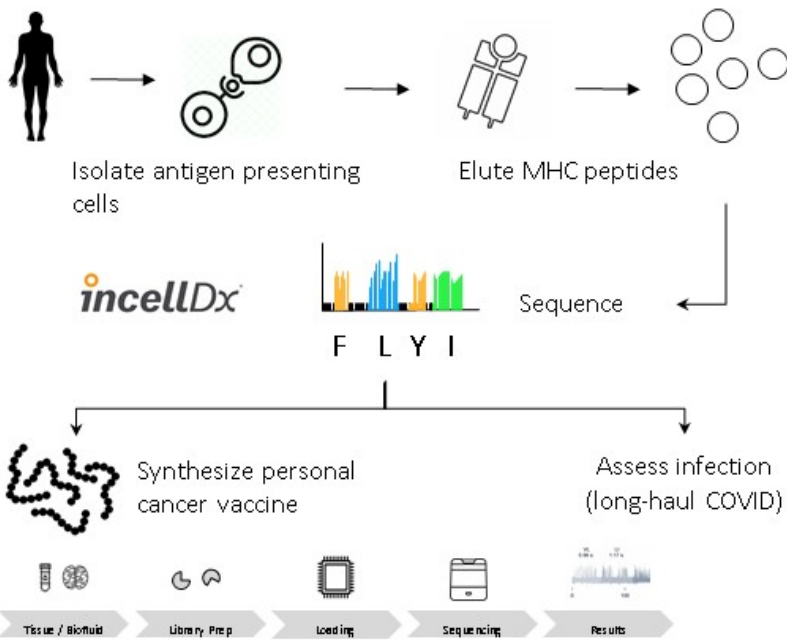 Isolate antigen presenting
cells
Elute MHC peptides
incellDx
Sequence
F L Y I
Synthesize personal
cancer vaccine
Assess infection
(long-haul COVID)
Tissue / Biofluid
Library Prep
Loading
Sequencing
Results